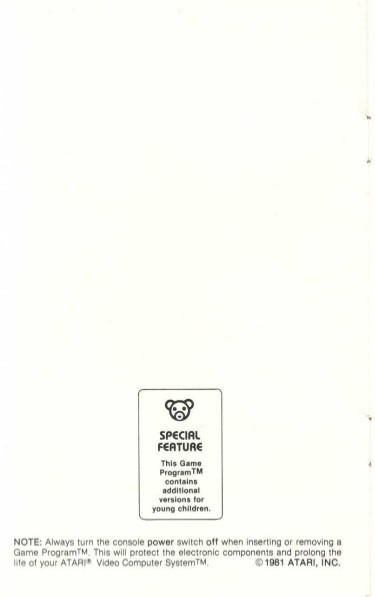 SPECIAL
FEATURE
This Game
Program™
contains
additional
versions for
young children.
NOTE: Always turn the console power switch off when inserting or removing a
Game Program™. This will protect the electronic components and prolong the
life of your ATARI® Video Computer System™. © 1981 ATARI, INC.